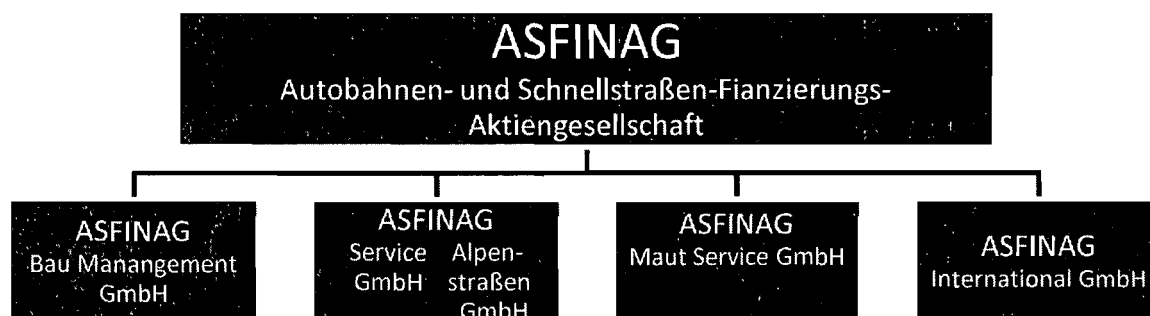 ASFINAG
Autobahnen- und Schnellstraßen-Fianzierungs-
Aktiengesellschaft
ASFINAG
Bau Manangement
GmbH
ASFINAG
Service Alpen-
GmbH straßen
GmbH
ASFINAG
Maut Service GmbH
ASFINAG
International GmbH